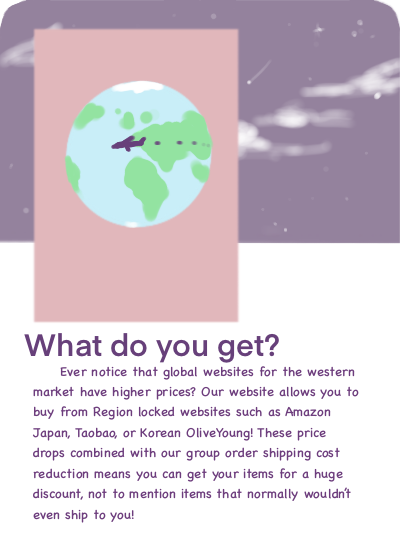 What do you get?
Ever notice that global websites for the western
market have higher prices? Our website allows you to
buy from Region locked websites such as Amazon
Japan, Taobao, or Korean OliveYoung! These price
drops combined with our group order shipping cost
reduction means you can get your items for a huge
discount, not to mention items that normally wouldn't
even ship to you!